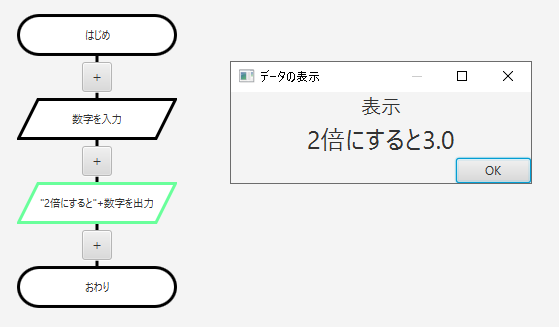 はじめ
+
数字を入力
+
"2倍にすると"+数字を出力
+
おわり
データの表示
表示
2倍にすると3.0
OK